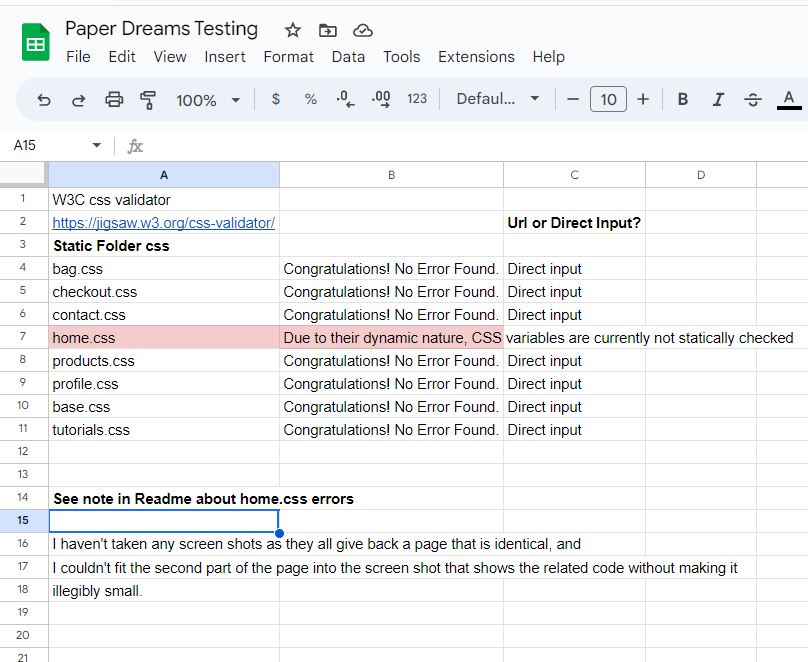 Paper Dreams Testing
File Edit View Insert Format Data Tools Extensions Help
100% $ % .0 .00 123 Defaul... − 10 + B I S A
A15 fx
A B C D
1 W3C css validator
2 https://jigsaw.w3.org/css-validator/ Url or Direct Input?
3 Static Folder css
4 bag.css Congratulations! No Error Found. Direct input
5 checkout.css Congratulations! No Error Found. Direct input
6 contact.css Congratulations! No Error Found. Direct input
7 home.css Due to their dynamic nature, CSS variables are currently not statically checked
8 products.css Congratulations! No Error Found. Direct input
9 profile.css Congratulations! No Error Found. Direct input
10 base.css Congratulations! No Error Found. Direct input
11 tutorials.css Congratulations! No Error Found. Direct input
12
13
14 See note in Readme about home.css errors
15
16 I haven't taken any screen shots as they all give back a page that is identical, and
17 I couldn't fit the second part of the page into the screen shot that shows the related code without making it
18 illegibly small.
19
20
21